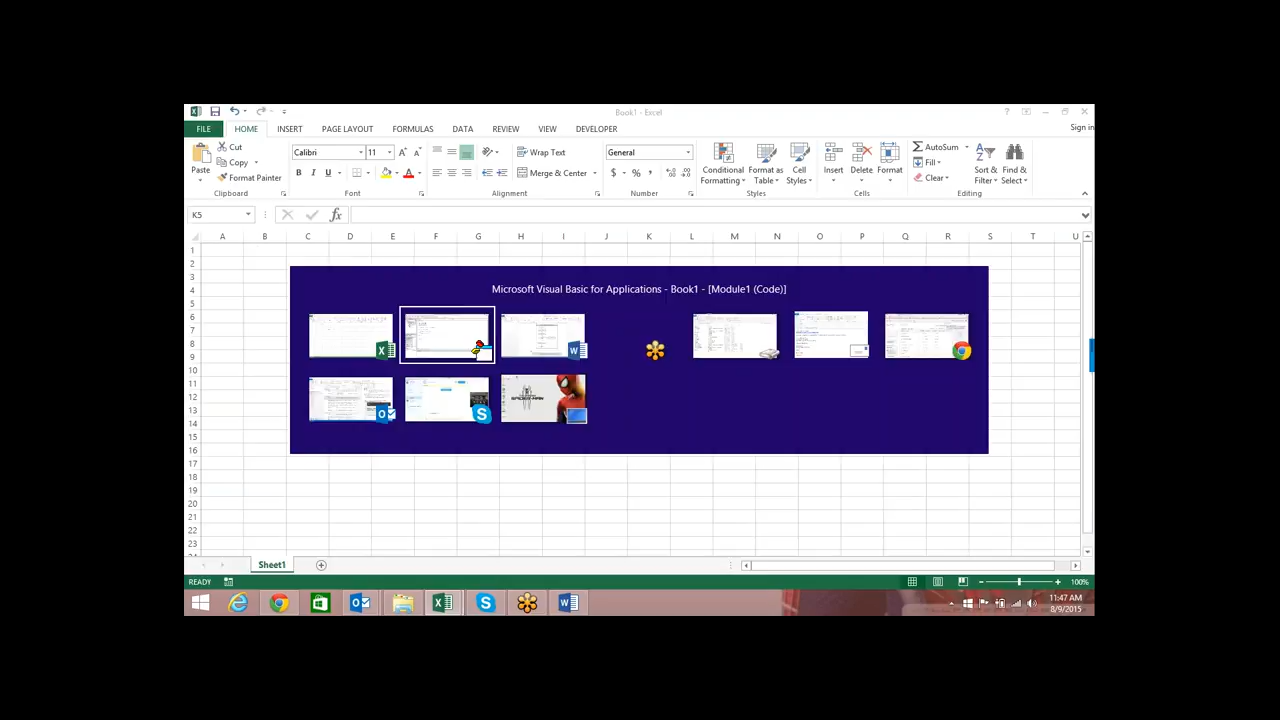 Book1 - Excel
FILE HOME INSERT PAGE LAYOUT FORMULAS DATA REVIEW VIEW DEVELOPER Sign in
Cut
Copy
Format Painter
Paste
Clipboard
Calibri 11
B I U
Font
Wrap Text
Merge & Center
Alignment
General
$ % ,
Number
Conditional Formatting
Format as Table
Cell Styles
Styles
Insert
Delete
Format
Cells
AutoSum
Fill
Clear
Sort & Filter
Find & Select
Editing
K5
fx
A B C D E F G H I J K L M N O P Q R S T U
1
2
3
4
5
6
7
8
9
10
11
12
13
14
15
16
17
18
19
20
21
22
23
Microsoft Visual Basic for Applications - Book1 - [Module1 (Code)]
SPIDER-MAN
Sheet1
READY
100%
11:47 AM
8/9/2015